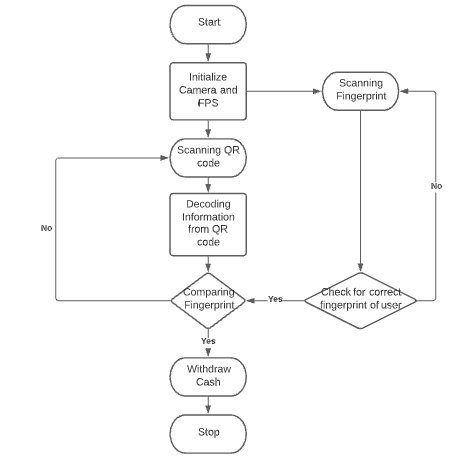 Start
Initialize
Camera and
FPS
Scanning
Fingerprint
Scanning QR
code
No
Decoding
Information
from QR
code
No
Comparing
Fingerprint
Yes
Check for correct
fingerprint of user
Yes
Withdraw
Cash
Stop